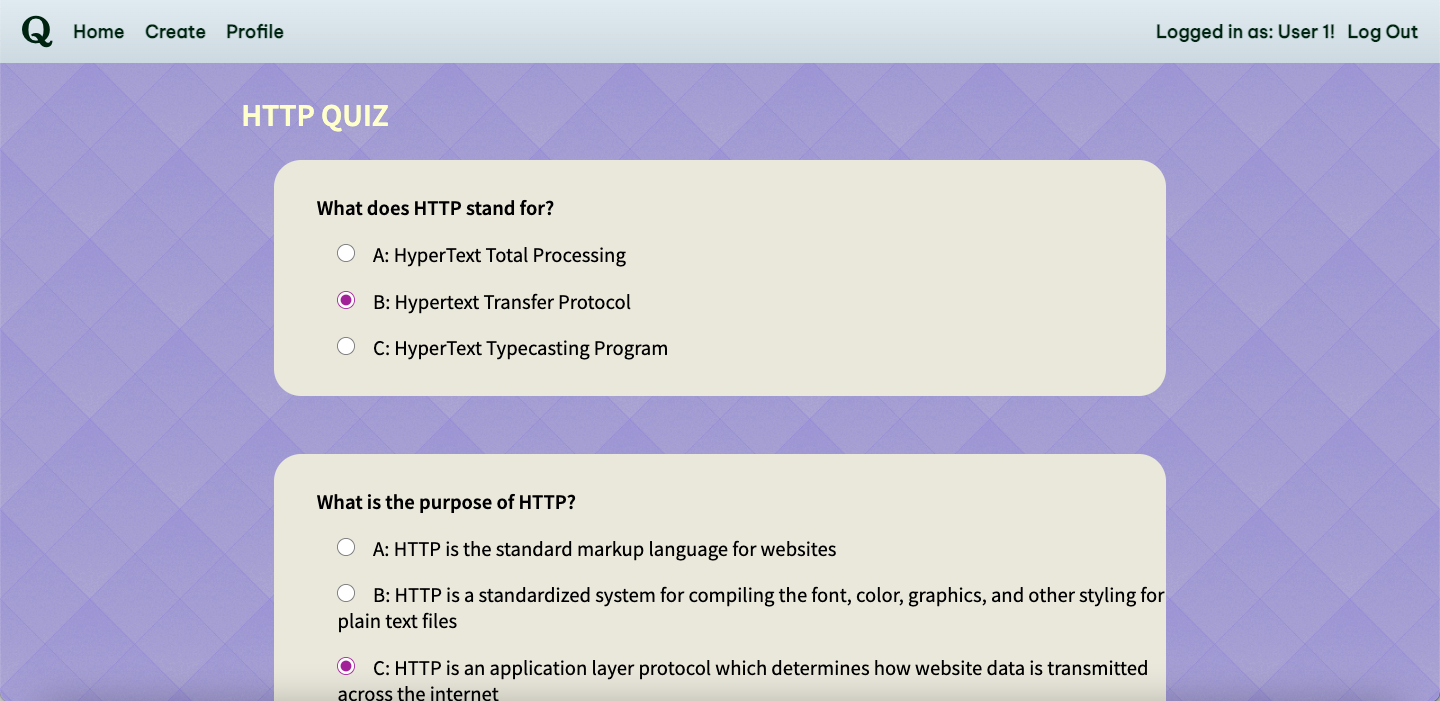 Q Home Create Profile Logged in as: User 1! Log Out
HTTP QUIZ
What does HTTP stand for?
A: HyperText Total Processing
B: Hypertext Transfer Protocol
C: HyperText Typecasting Program
What is the purpose of HTTP?
A: HTTP is the standard markup language for websites
B: HTTP is a standardized system for compiling the font, color, graphics, and other styling for
plain text files
C: HTTP is an application layer protocol which determines how website data is transmitted
across the internet